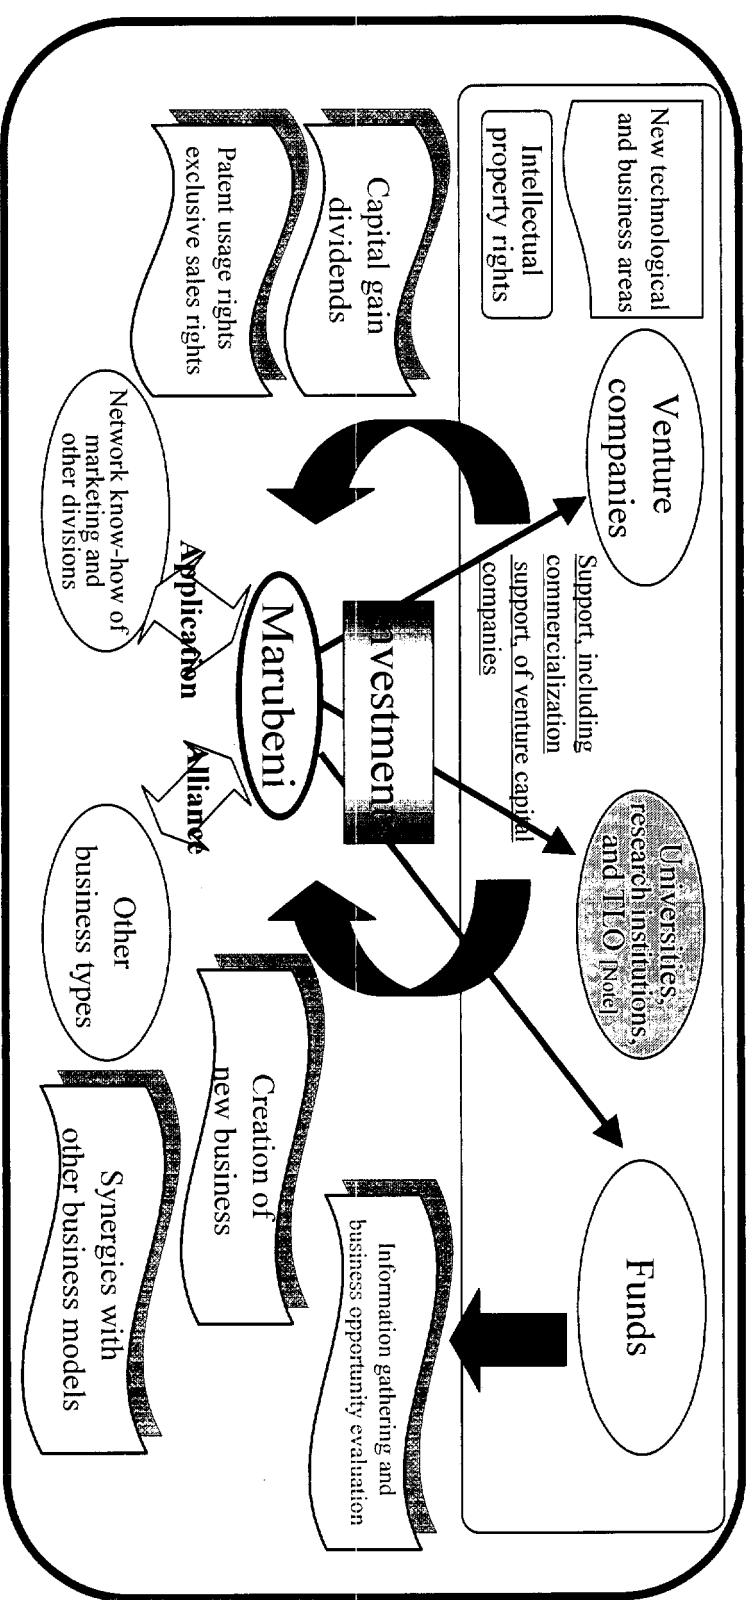 New technological
and business areas
Intellectual
property rights
Venture
companies
Universities,
research institutions,
and TLO [Note]
Funds
Support, including
commercialization
support, of venture capital
companies
Capital gain
dividends
nvestmen
Information gathering and
business opportunity evaluation
Patent usage rights
exclusive sales rights
Marubeni
Creation of
new business
Application
Alliance
Network know-how of
marketing and
other divisions
Other
business types
Synergies with
other business models